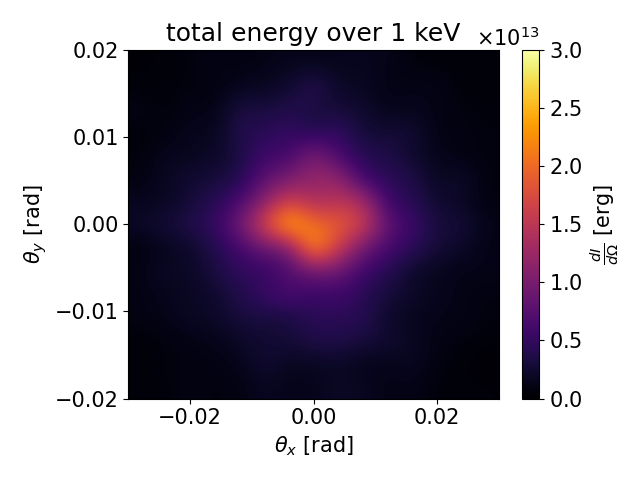 total energy over 1 keV
×10¹³
0.02
0.01
0.00
−0.01
−0.02
−0.02 0.00 0.02
θₓ [rad]
θᵧ [rad]
3.0
2.5
2.0
1.5
1.0
0.5
0.0
dI/dΩ [erg]